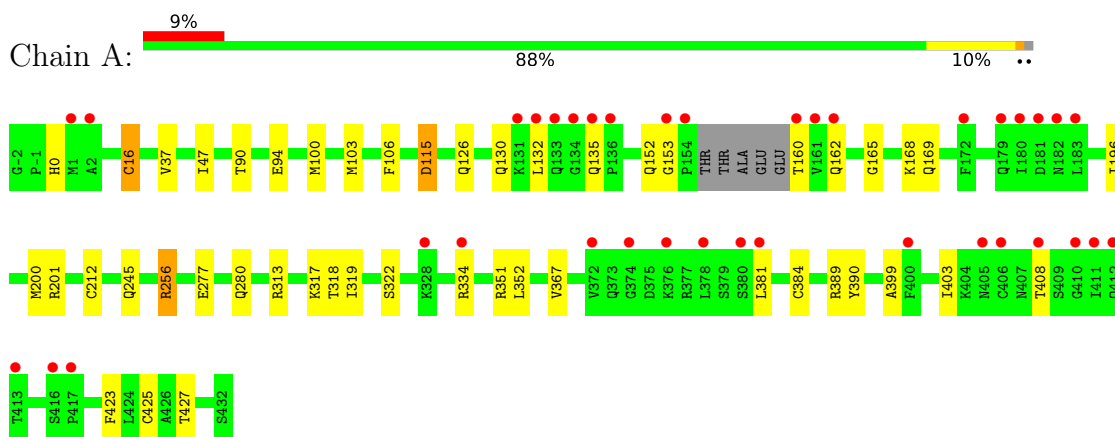 9%
Chain A:
88% 10% ••
G-2 P-1 H0 M1 A2 C16 V37 I47 T90 E94 M100 M103 F106 D115 Q126 Q130 K131 L132 Q133 G134 Q135 P136 Q152 G153 P154 THR THR ALA GLU GLU T160 V161 Q162 G165 K168 Q169 F172 Q179 I180 D181 N182 L183
M200 R201 C212 Q245 R256 E277 Q280 R313 K317 T318 I319 S322 K328 R334 R351 L352 V367 V372 Q373 G374 D375 K376 R377 L378 S379 S380 L381 C384 R389 Y390 A399 F400 I403 K404 N405 C406 N407 T408 S409 G410 I411
T413 S416 P417 F423 L424 C425 A426 T427 S432